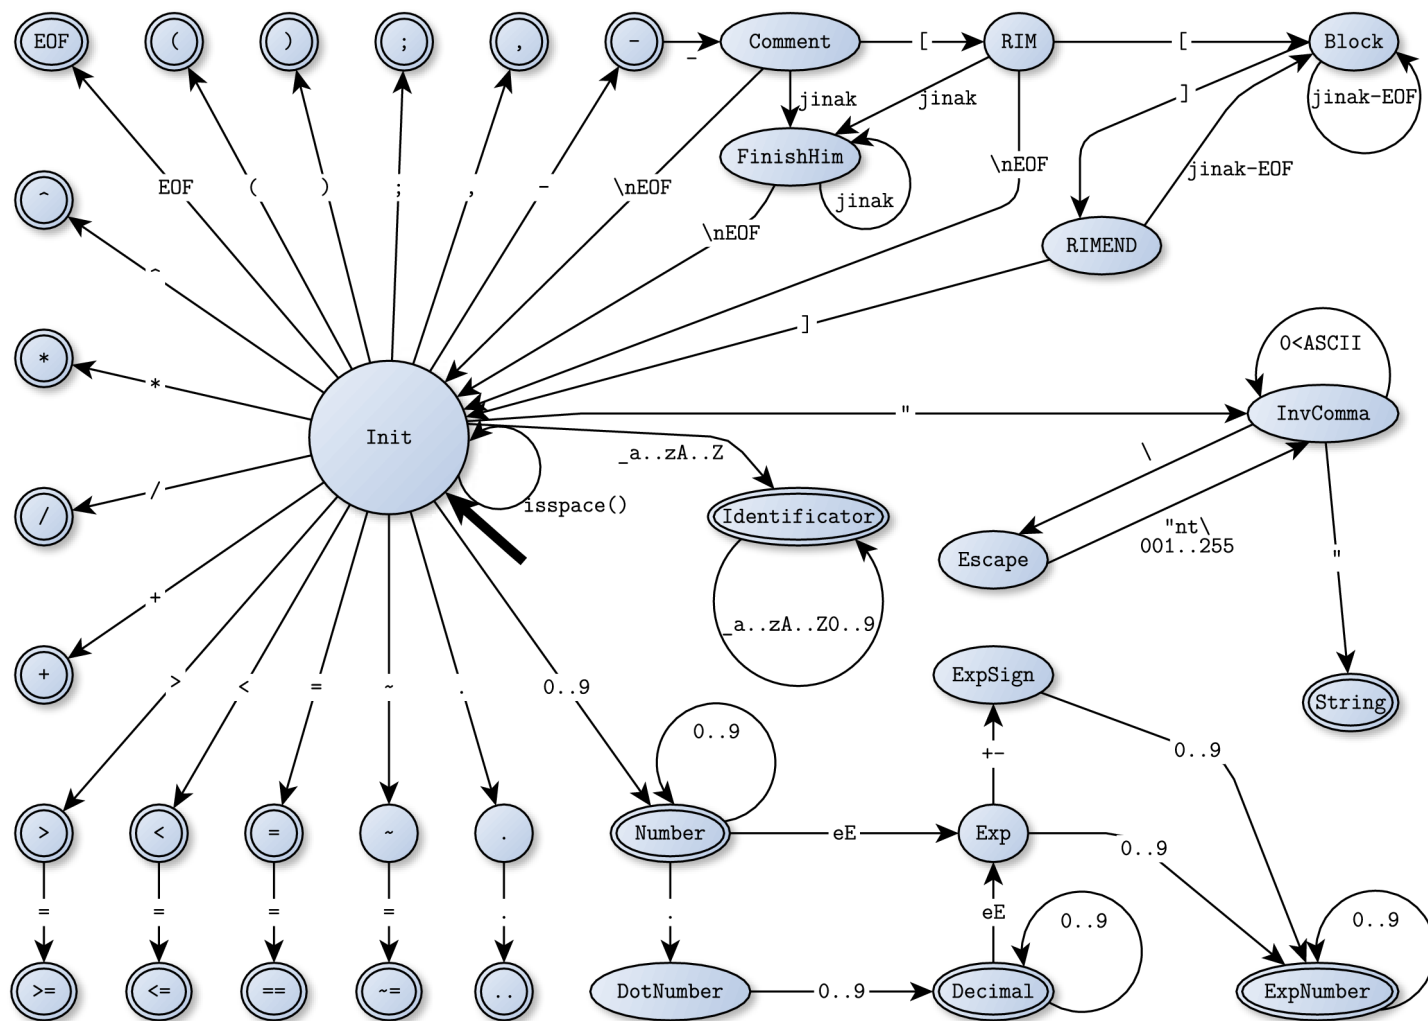 EOF
(
)
;
,
-
_
Comment
[
RIM
[
Block
jinak
jinak
]
jinak-EOF
FinishHim
\nEOF
jinak-EOF
^
EOF
(
)
;
,
-
\nEOF
jinak
\nEOF
RIMEND
^
]
*
*
0<ASCII
Init
"
InvComma
_a..zA..Z
\
/
/
isspace()
Identificator
"nt\
001..255
Escape
"
+
_a..zA..Z0..9
+
>
<
=
~
.
0..9
ExpSign
String
0..9
+-
0..9
>
<
=
~
.
Number
eE
Exp
0..9
=
=
=
=
.
.
eE
0..9
0..9
>=
<=
==
~=
..
DotNumber
0..9
Decimal
ExpNumber